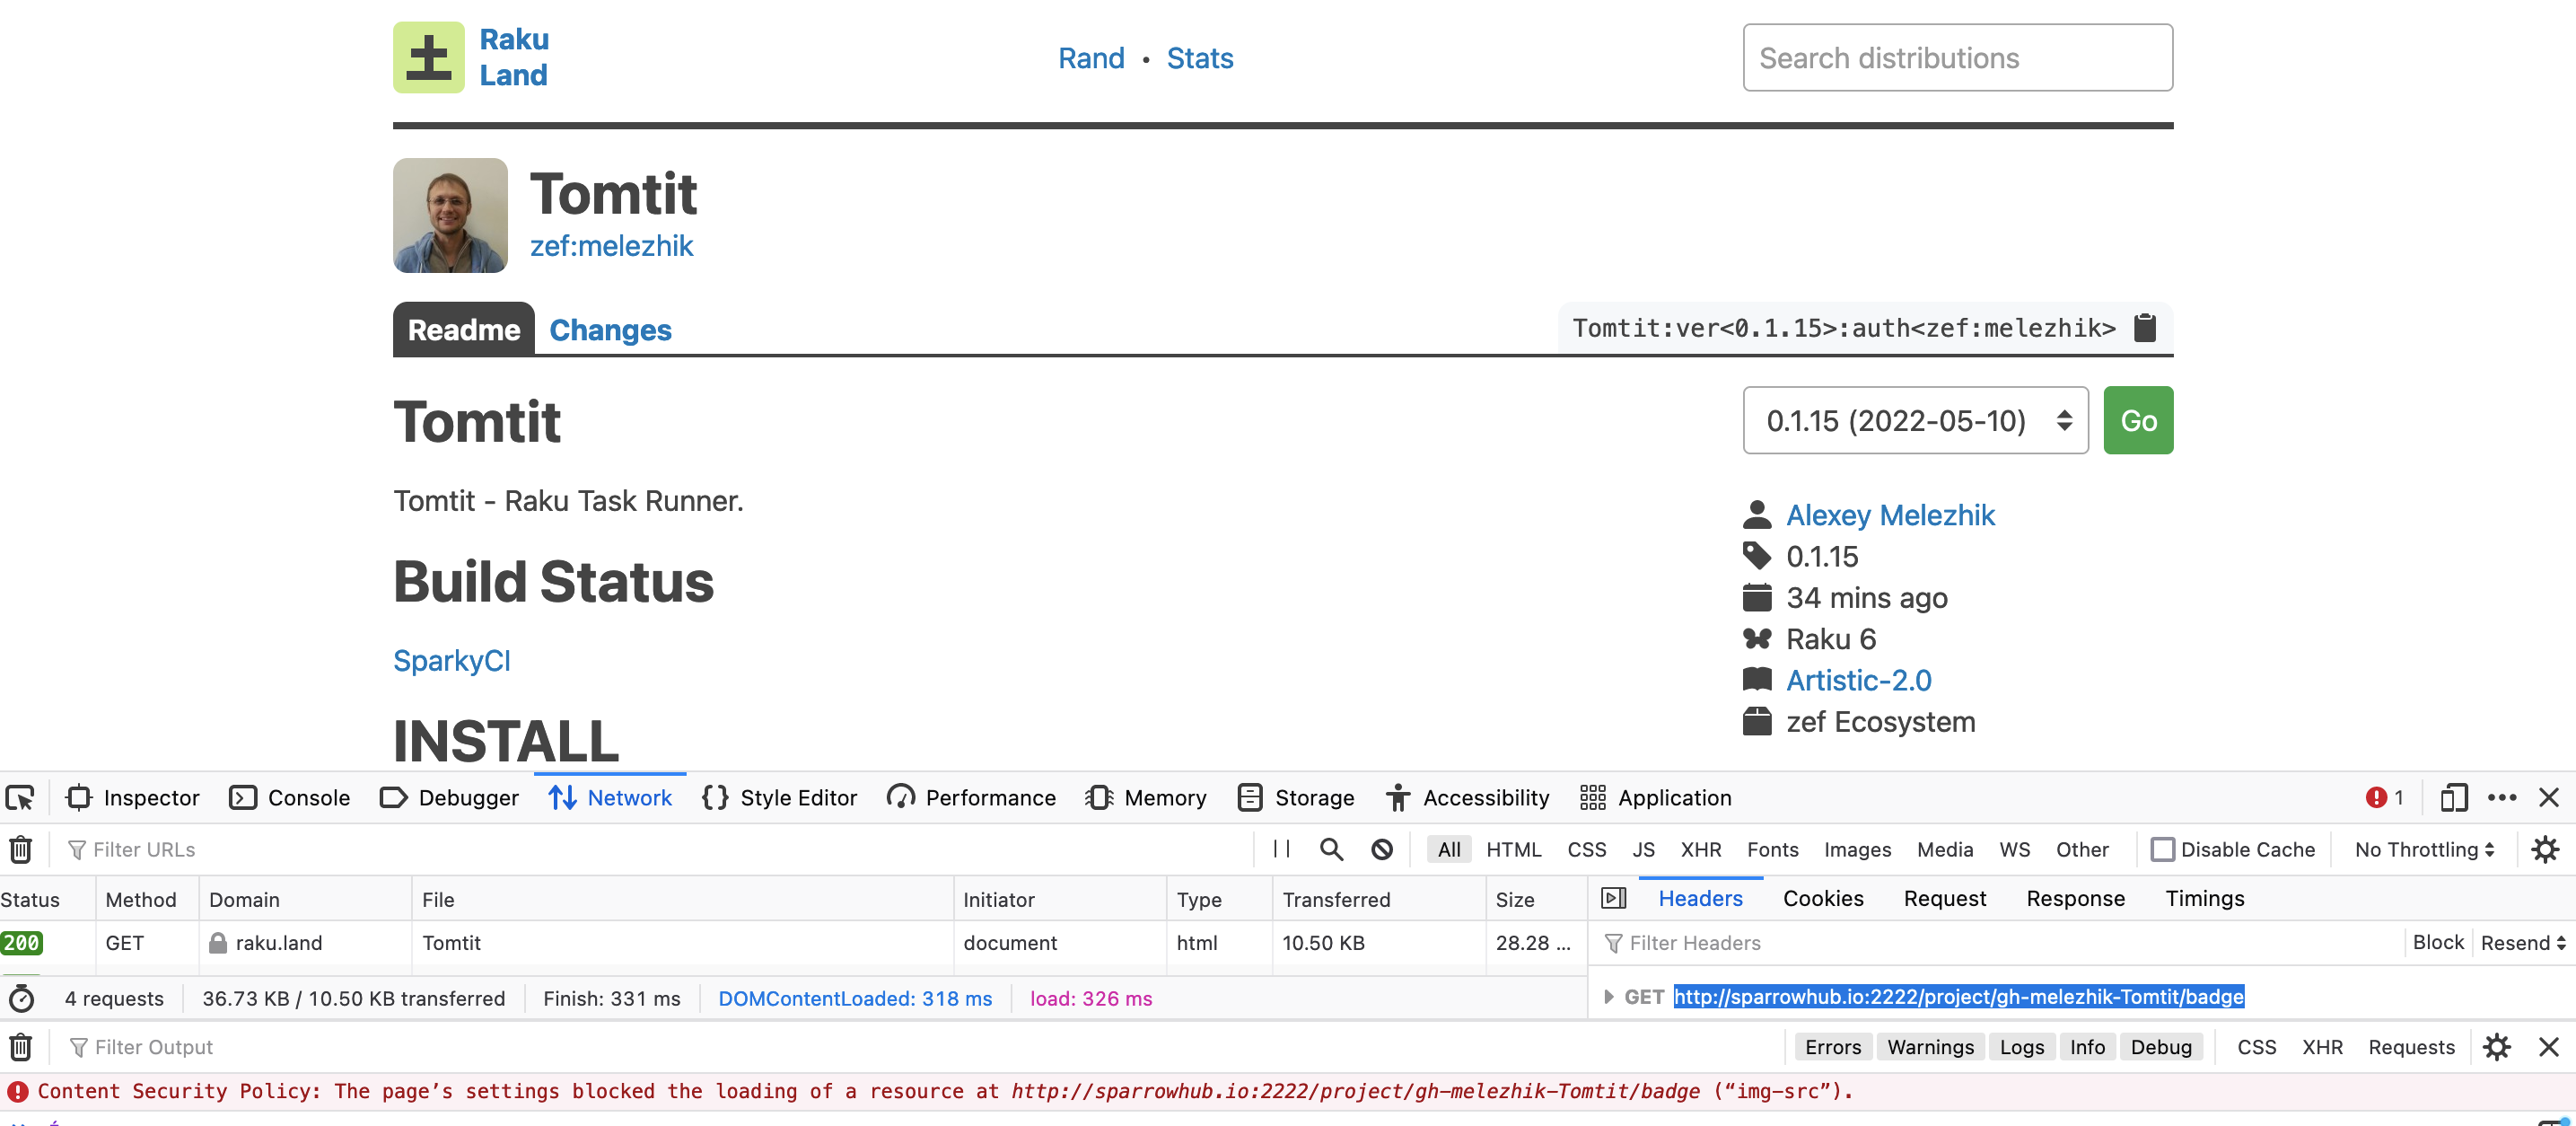 Raku
Land
Rand • Stats
Search distributions
Tomtit
zef:melezhik
Readme Changes
Tomtit:ver<0.1.15>:auth<zef:melezhik>
Tomtit
0.1.15 (2022-05-10) Go
Tomtit - Raku Task Runner.
Alexey Melezhik
0.1.15
Build Status
34 mins ago
Raku 6
SparkyCI
Artistic-2.0
zef Ecosystem
INSTALL
Inspector Console Debugger Network Style Editor Performance Memory Storage Accessibility Application 1
Filter URLs All HTML CSS JS XHR Fonts Images Media WS Other Disable Cache No Throttling
Status Method Domain File Initiator Type Transferred Size
Headers Cookies Request Response Timings
200 GET raku.land Tomtit document html 10.50 KB 28.28 ...
Filter Headers Block Resend
4 requests 36.73 KB / 10.50 KB transferred Finish: 331 ms DOMContentLoaded: 318 ms load: 326 ms
GET http://sparrowhub.io:2222/project/gh-melezhik-Tomtit/badge
Filter Output Errors Warnings Logs Info Debug CSS XHR Requests
Content Security Policy: The page’s settings blocked the loading of a resource at http://sparrowhub.io:2222/project/gh-melezhik-Tomtit/badge (“img-src”).